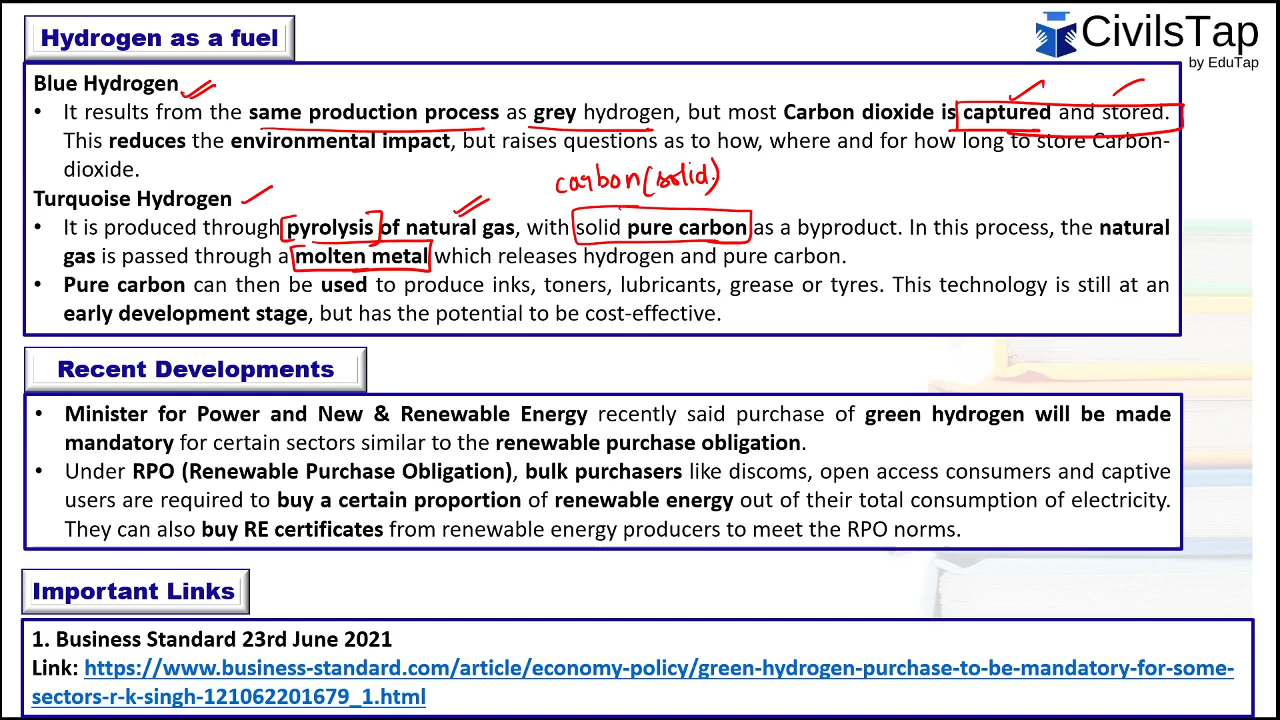 Hydrogen as a fuel
CivilsTap
by EduTap
Blue Hydrogen
• It results from the same production process as grey hydrogen, but most Carbon dioxide is captured and stored.
This reduces the environmental impact, but raises questions as to how, where and for how long to store Carbon-
dioxide.
carbon (solid)
Turquoise Hydrogen
• It is produced through pyrolysis of natural gas, with solid pure carbon as a byproduct. In this process, the natural
gas is passed through a molten metal which releases hydrogen and pure carbon.
• Pure carbon can then be used to produce inks, toners, lubricants, grease or tyres. This technology is still at an
early development stage, but has the potential to be cost-effective.
Recent Developments
• Minister for Power and New & Renewable Energy recently said purchase of green hydrogen will be made
mandatory for certain sectors similar to the renewable purchase obligation.
• Under RPO (Renewable Purchase Obligation), bulk purchasers like discoms, open access consumers and captive
users are required to buy a certain proportion of renewable energy out of their total consumption of electricity.
They can also buy RE certificates from renewable energy producers to meet the RPO norms.
Important Links
1. Business Standard 23rd June 2021
Link: https://www.business-standard.com/article/economy-policy/green-hydrogen-purchase-to-be-mandatory-for-some-
sectors-r-k-singh-121062201679_1.html